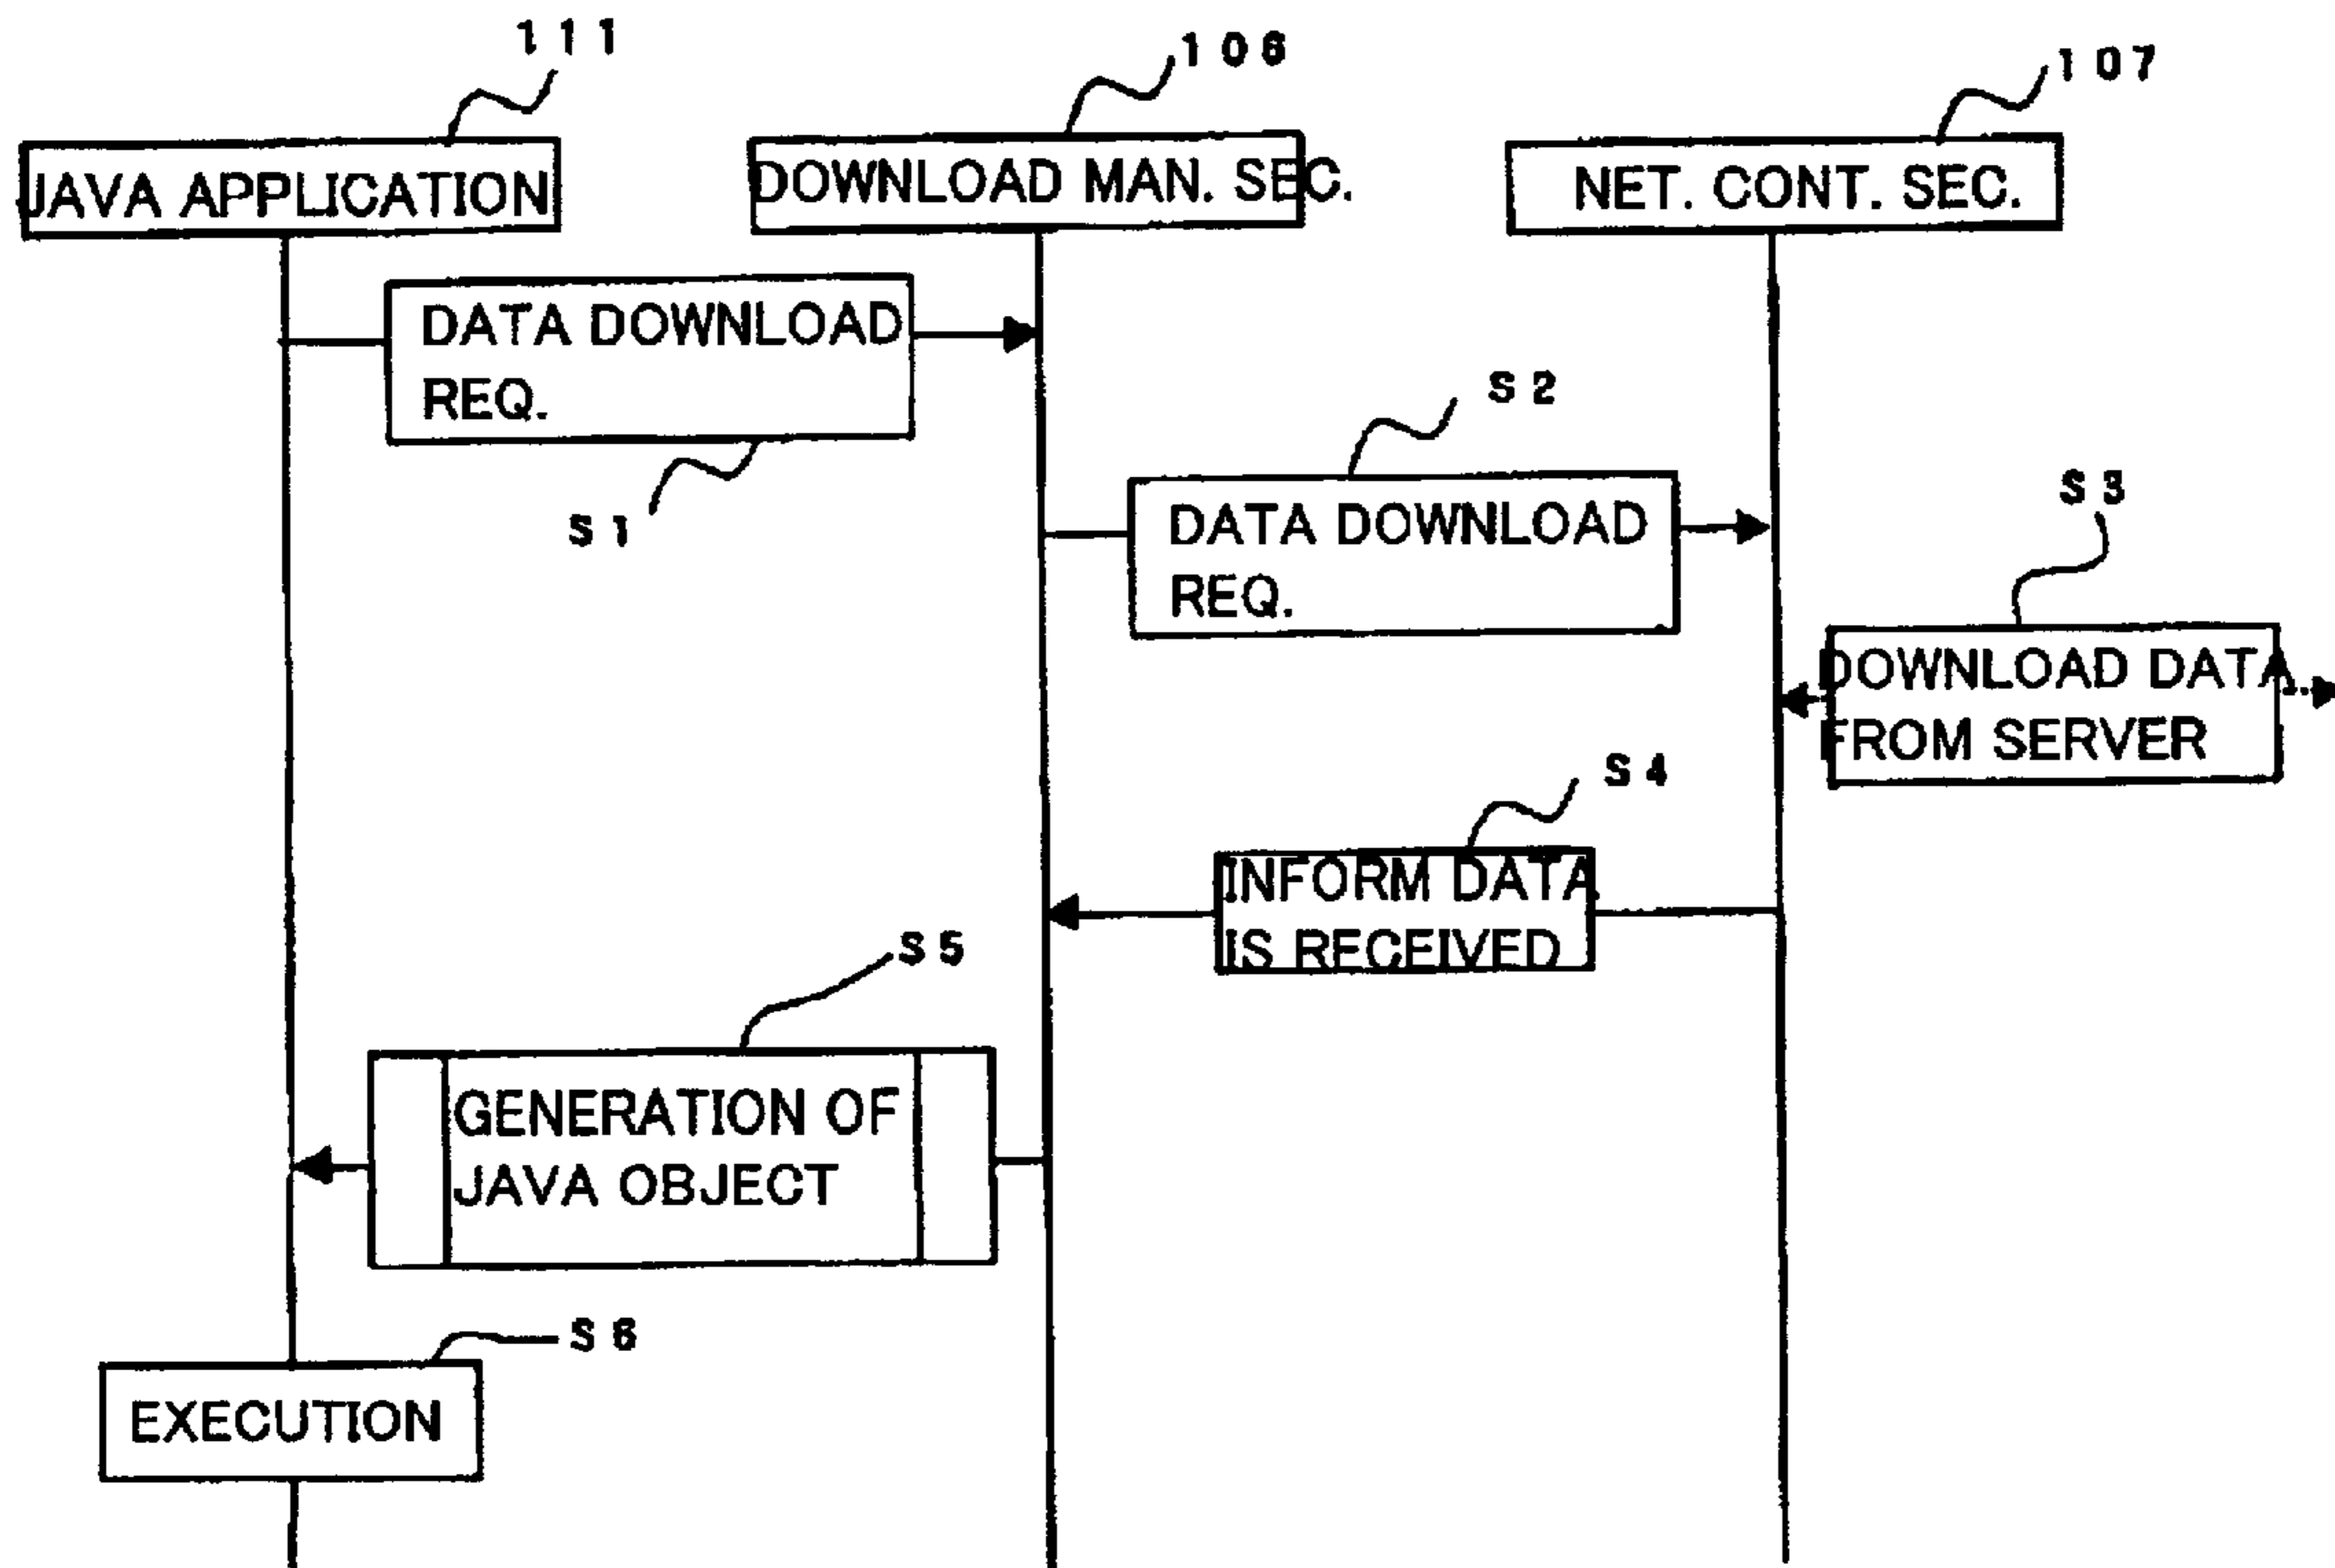 111
106
107
JAVA APPLICATION
DOWNLOAD MAN. SEC.
NET. CONT. SEC.
DATA DOWNLOAD
REQ.
S1
S2
DATA DOWNLOAD
REQ.
S3
DOWNLOAD DATA
FROM SERVER
S4
INFORM DATA
IS RECEIVED
S5
GENERATION OF
JAVA OBJECT
S6
EXECUTION